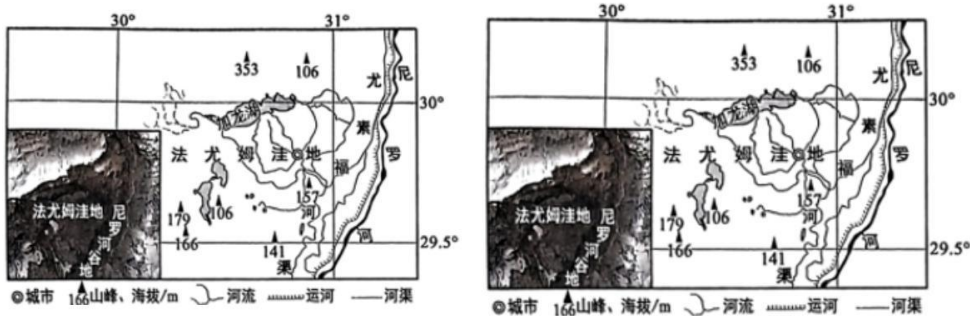 30° 31°
353 106 尤 尼
30°
加龙湖 素
法 尤 姆 洼 地 福 罗
法尤姆洼地 尼
罗
河
谷
地
179 106 157
河
166 141 河
29.5°
渠
城市 166山峰、海拔/m 河流 运河 河渠
30° 31°
353 106 尤 尼
30°
加龙湖 素
法 尤 姆 洼 地 福 罗
法尤姆洼地 尼
罗
河
谷
地
179 106 157
河
166 141 河
29.5°
渠
城市 166山峰、海拔/m 河流 运河 河渠